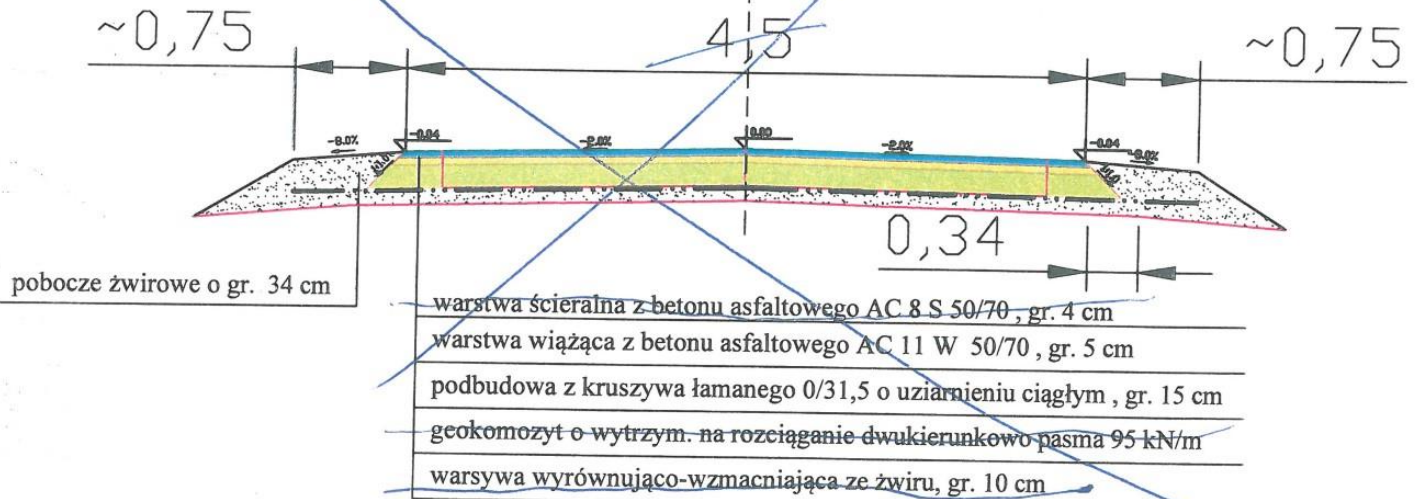 ~0,75
4,5
~0,75
-8.0%
-0.04
-2.0%
0.00
-2.0%
-0.04
-8.0%
0,34
pobocze żwirowe o gr. 34 cm
warstwa ścieralna z betonu asfaltowego AC 8 S 50/70 , gr. 4 cm
warstwa wiążąca z betonu asfaltowego AC 11 W 50/70 , gr. 5 cm
podbudowa z kruszywa łamanego 0/31,5 o uziarnieniu ciągłym , gr. 15 cm
geokomozyt o wytrzym. na rozciąganie dwukierunkowo pasma 95 kN/m
warsywa wyrównująco-wzmacniająca ze żwiru, gr. 10 cm